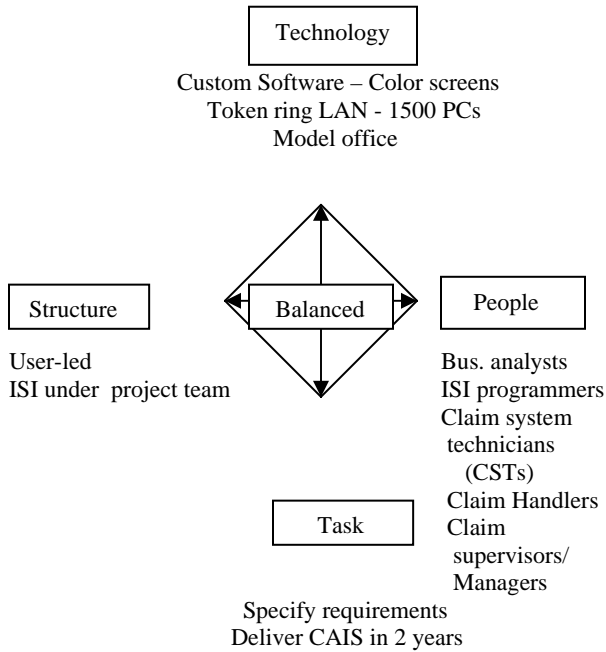 Technology
Custom Software – Color screens
Token ring LAN - 1500 PCs
Model office
Structure
User-led
ISI under project team
Balanced
People
Bus. analysts
ISI programmers
Claim system
technicians
(CSTs)
Claim Handlers
Claim
supervisors/
Managers
Task
Specify requirements
Deliver CAIS in 2 years